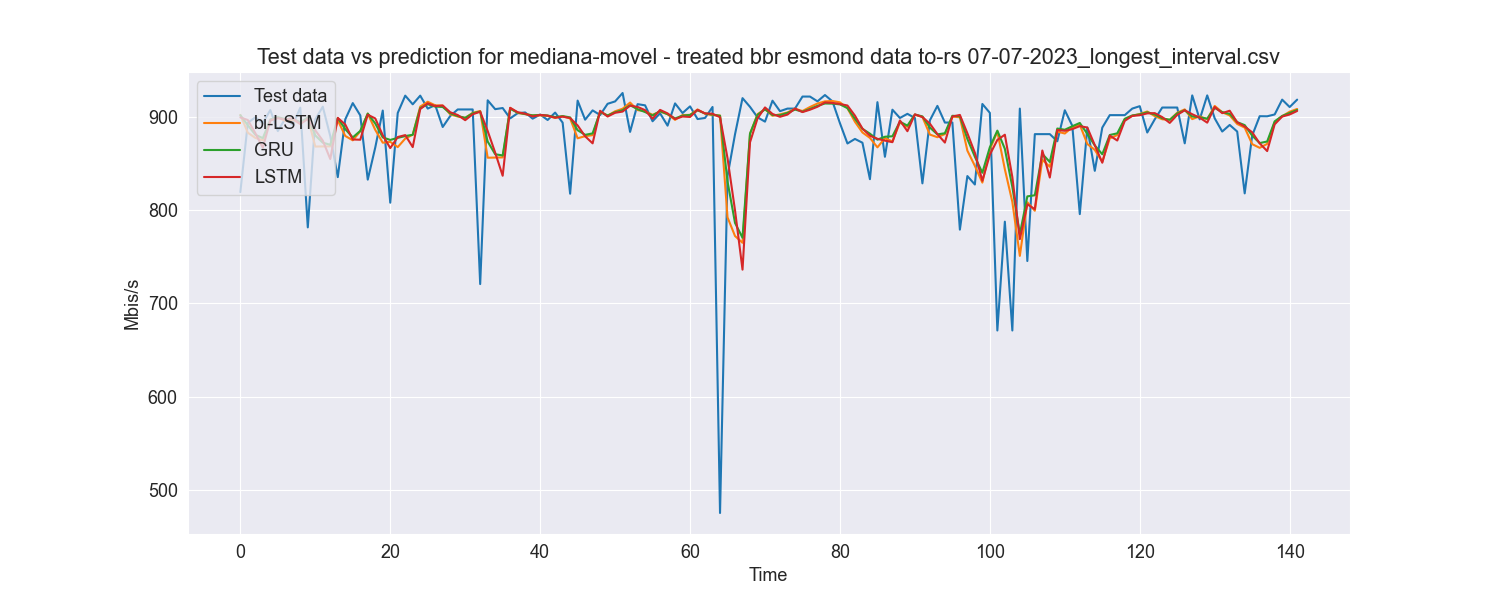 Test data vs prediction for mediana-movel - treated bbr esmond data to-rs 07-07-2023_longest_interval.csv
Test data
bi-LSTM
GRU
LSTM
900
800
700
600
500
Mbis/s
0 20 40 60 80 100 120 140
Time